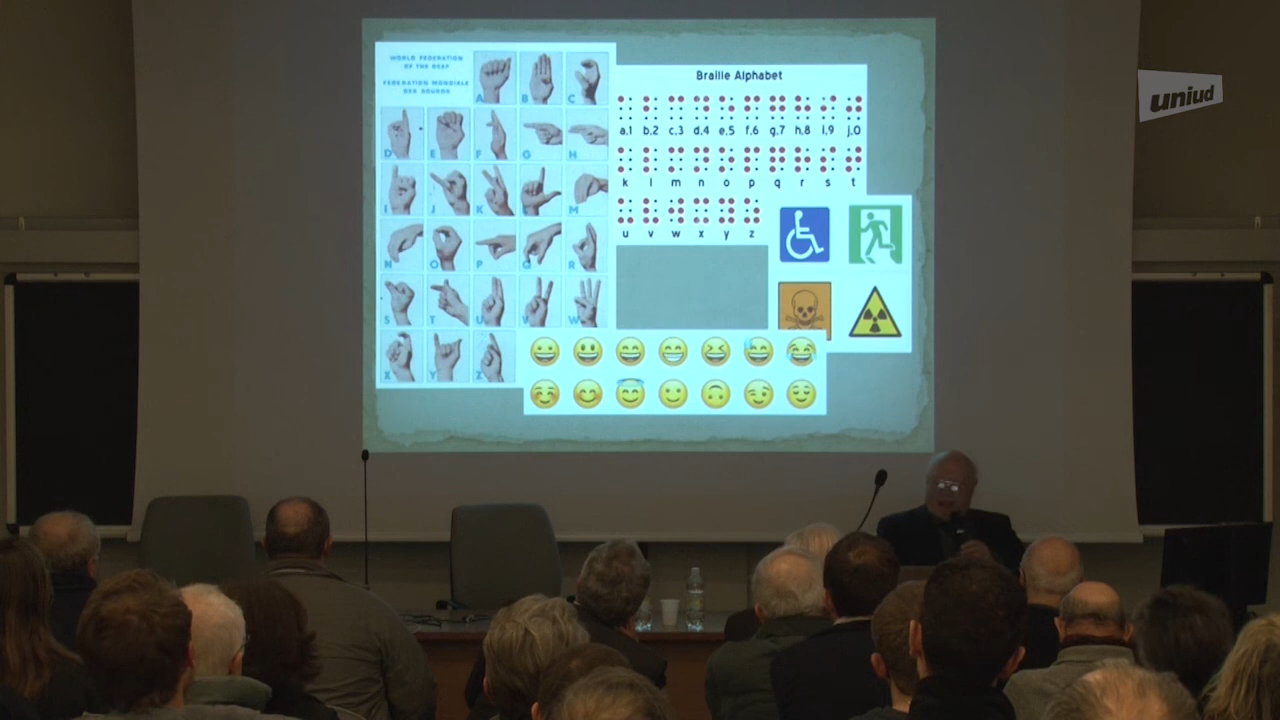 WORLD FEDERATION
OF THE DEAF
FEDERATION MONDIALE
DES SOURDS
A B C
D E F G H
I J K L M
N O P Q R
S T U V W
X Y Z
Braille Alphabet
a,1 b,2 c,3 d,4 e,5 f,6 g,7 h,8 i,9 j,0
k l m n o p q r s t
u v w x y z
uniud